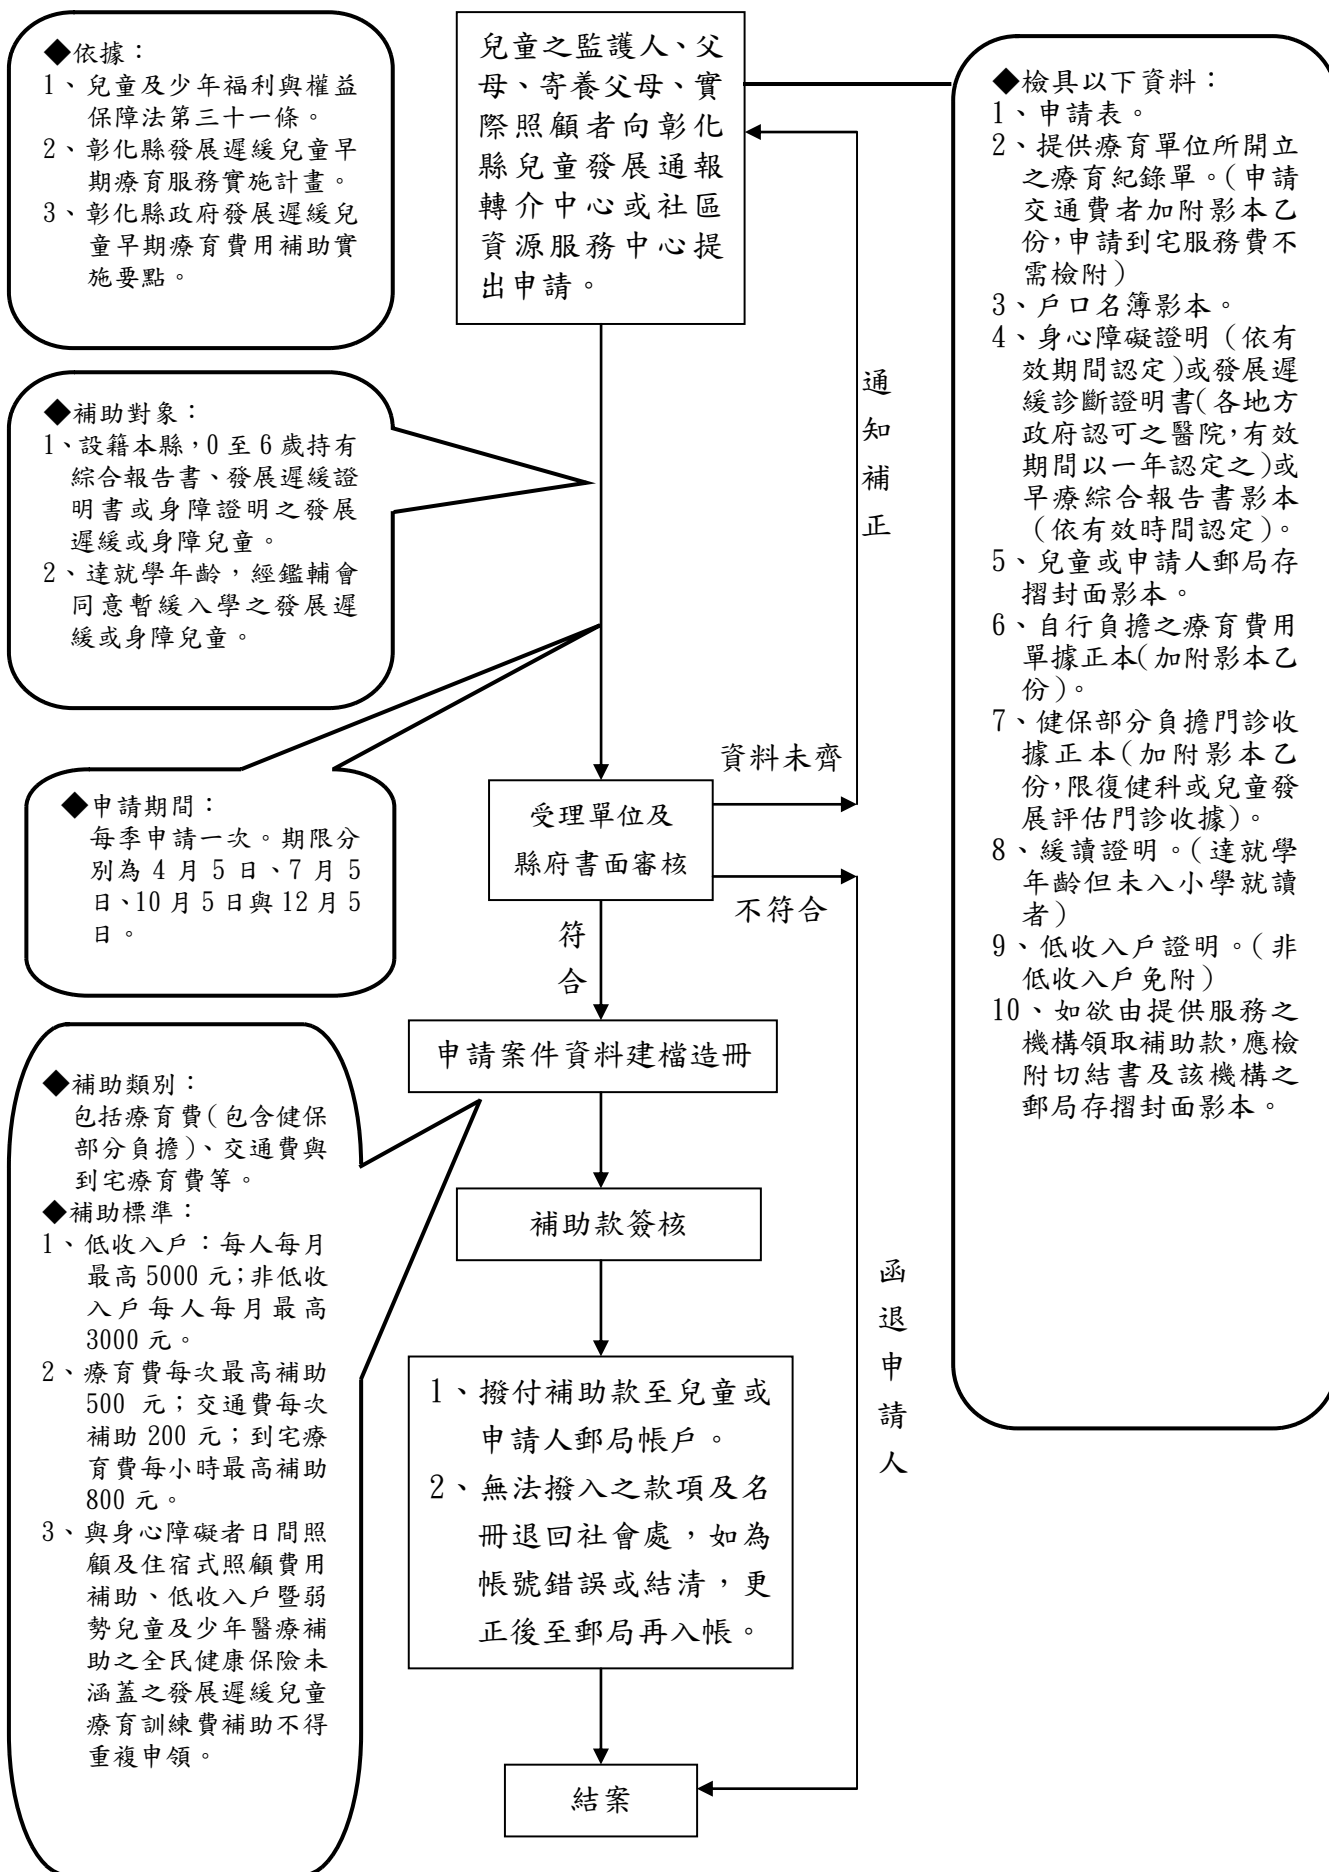 ◆依據：
1、兒童及少年福利與權益
保障法第三十一條。
2、彰化縣發展遲緩兒童早
期療育服務實施計畫。
3、彰化縣政府發展遲緩兒
童早期療育費用補助實
施要點。
兒童之監護人、父
母、寄養父母、實
際照顧者向彰化
縣兒童發展通報
轉介中心或社區
資源服務中心提
出申請。
◆檢具以下資料：
1、申請表。
2、提供療育單位所開立
之療育紀錄單。(申請
交通費者加附影本乙
份，申請到宅服務費不
需檢附)
3、戶口名簿影本。
4、身心障礙證明（依有
效期間認定)或發展遲
緩診斷證明書(各地方
政府認可之醫院，有效
期間以一年認定之)或
早療綜合報告書影本
（依有效時間認定)。
5、兒童或申請人郵局存
摺封面影本。
6、自行負擔之療育費用
單據正本(加附影本乙
份)。
7、健保部分負擔門診收
據正本(加附影本乙
份，限復健科或兒童發
展評估門診收據)。
8、緩讀證明。(達就學
年齡但未入小學就讀
者)
9、低收入戶證明。(非
低收入戶免附)
10、如欲由提供服務之
機構領取補助款，應檢
附切結書及該機構之
郵局存摺封面影本。
◆補助對象：
1、設籍本縣，0至6歲持有
綜合報告書、發展遲緩證
明書或身障證明之發展
遲緩或身障兒童。
2、達就學年齡，經鑑輔會
同意暫緩入學之發展遲
緩或身障兒童。
通
知
補
正
◆申請期間：
每季申請一次。期限分
別為4月5日、7月5
日、10月5日與12月5
日。
資料未齊
受理單位及
縣府書面審核
不符合
符
合
申請案件資料建檔造冊
◆補助類別：
包括療育費(包含健保
部分負擔)、交通費與
到宅療育費等。
◆補助標準：
1、低收入戶：每人每月
最高5000元；非低收
入戶每人每月最高
3000元。
2、療育費每次最高補助
500元；交通費每次
補助200元；到宅療
育費每小時最高補助
800元。
3、與身心障礙者日間照
顧及住宿式照顧費用
補助、低收入戶暨弱
勢兒童及少年醫療補
助之全民健康保險未
涵蓋之發展遲緩兒童
療育訓練費補助不得
重複申領。
補助款簽核
函
退
申
請
人
1、撥付補助款至兒童或
申請人郵局帳戶。
2、無法撥入之款項及名
冊退回社會處，如為
帳號錯誤或結清，更
正後至郵局再入帳。
結案